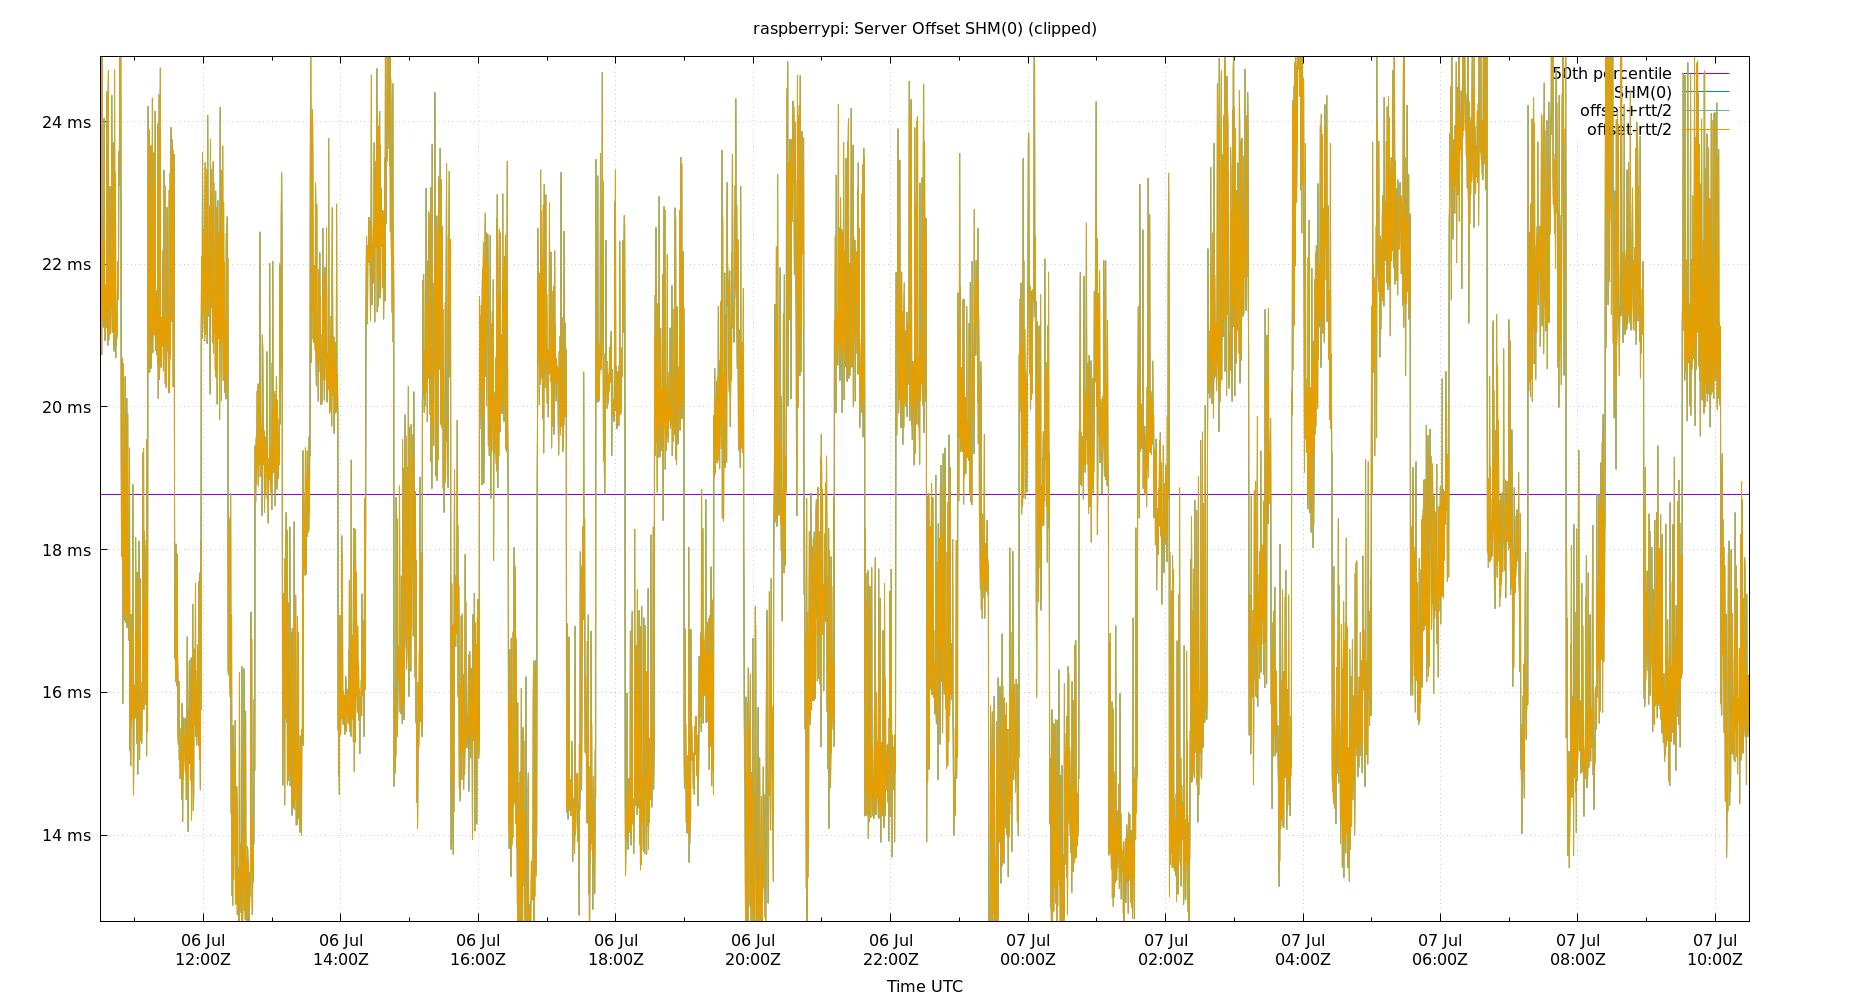 raspberrypi: Server Offset SHM(0) (clipped)
50th percentile
SHM(0)
offset+rtt/2
offset-rtt/2
24 ms
22 ms
20 ms
18 ms
16 ms
14 ms
06 Jul 06 Jul 06 Jul 06 Jul 06 Jul 06 Jul 07 Jul 07 Jul 07 Jul 07 Jul 07 Jul 07 Jul
12:00Z 14:00Z 16:00Z 18:00Z 20:00Z 22:00Z 00:00Z 02:00Z 04:00Z 06:00Z 08:00Z 10:00Z
Time UTC